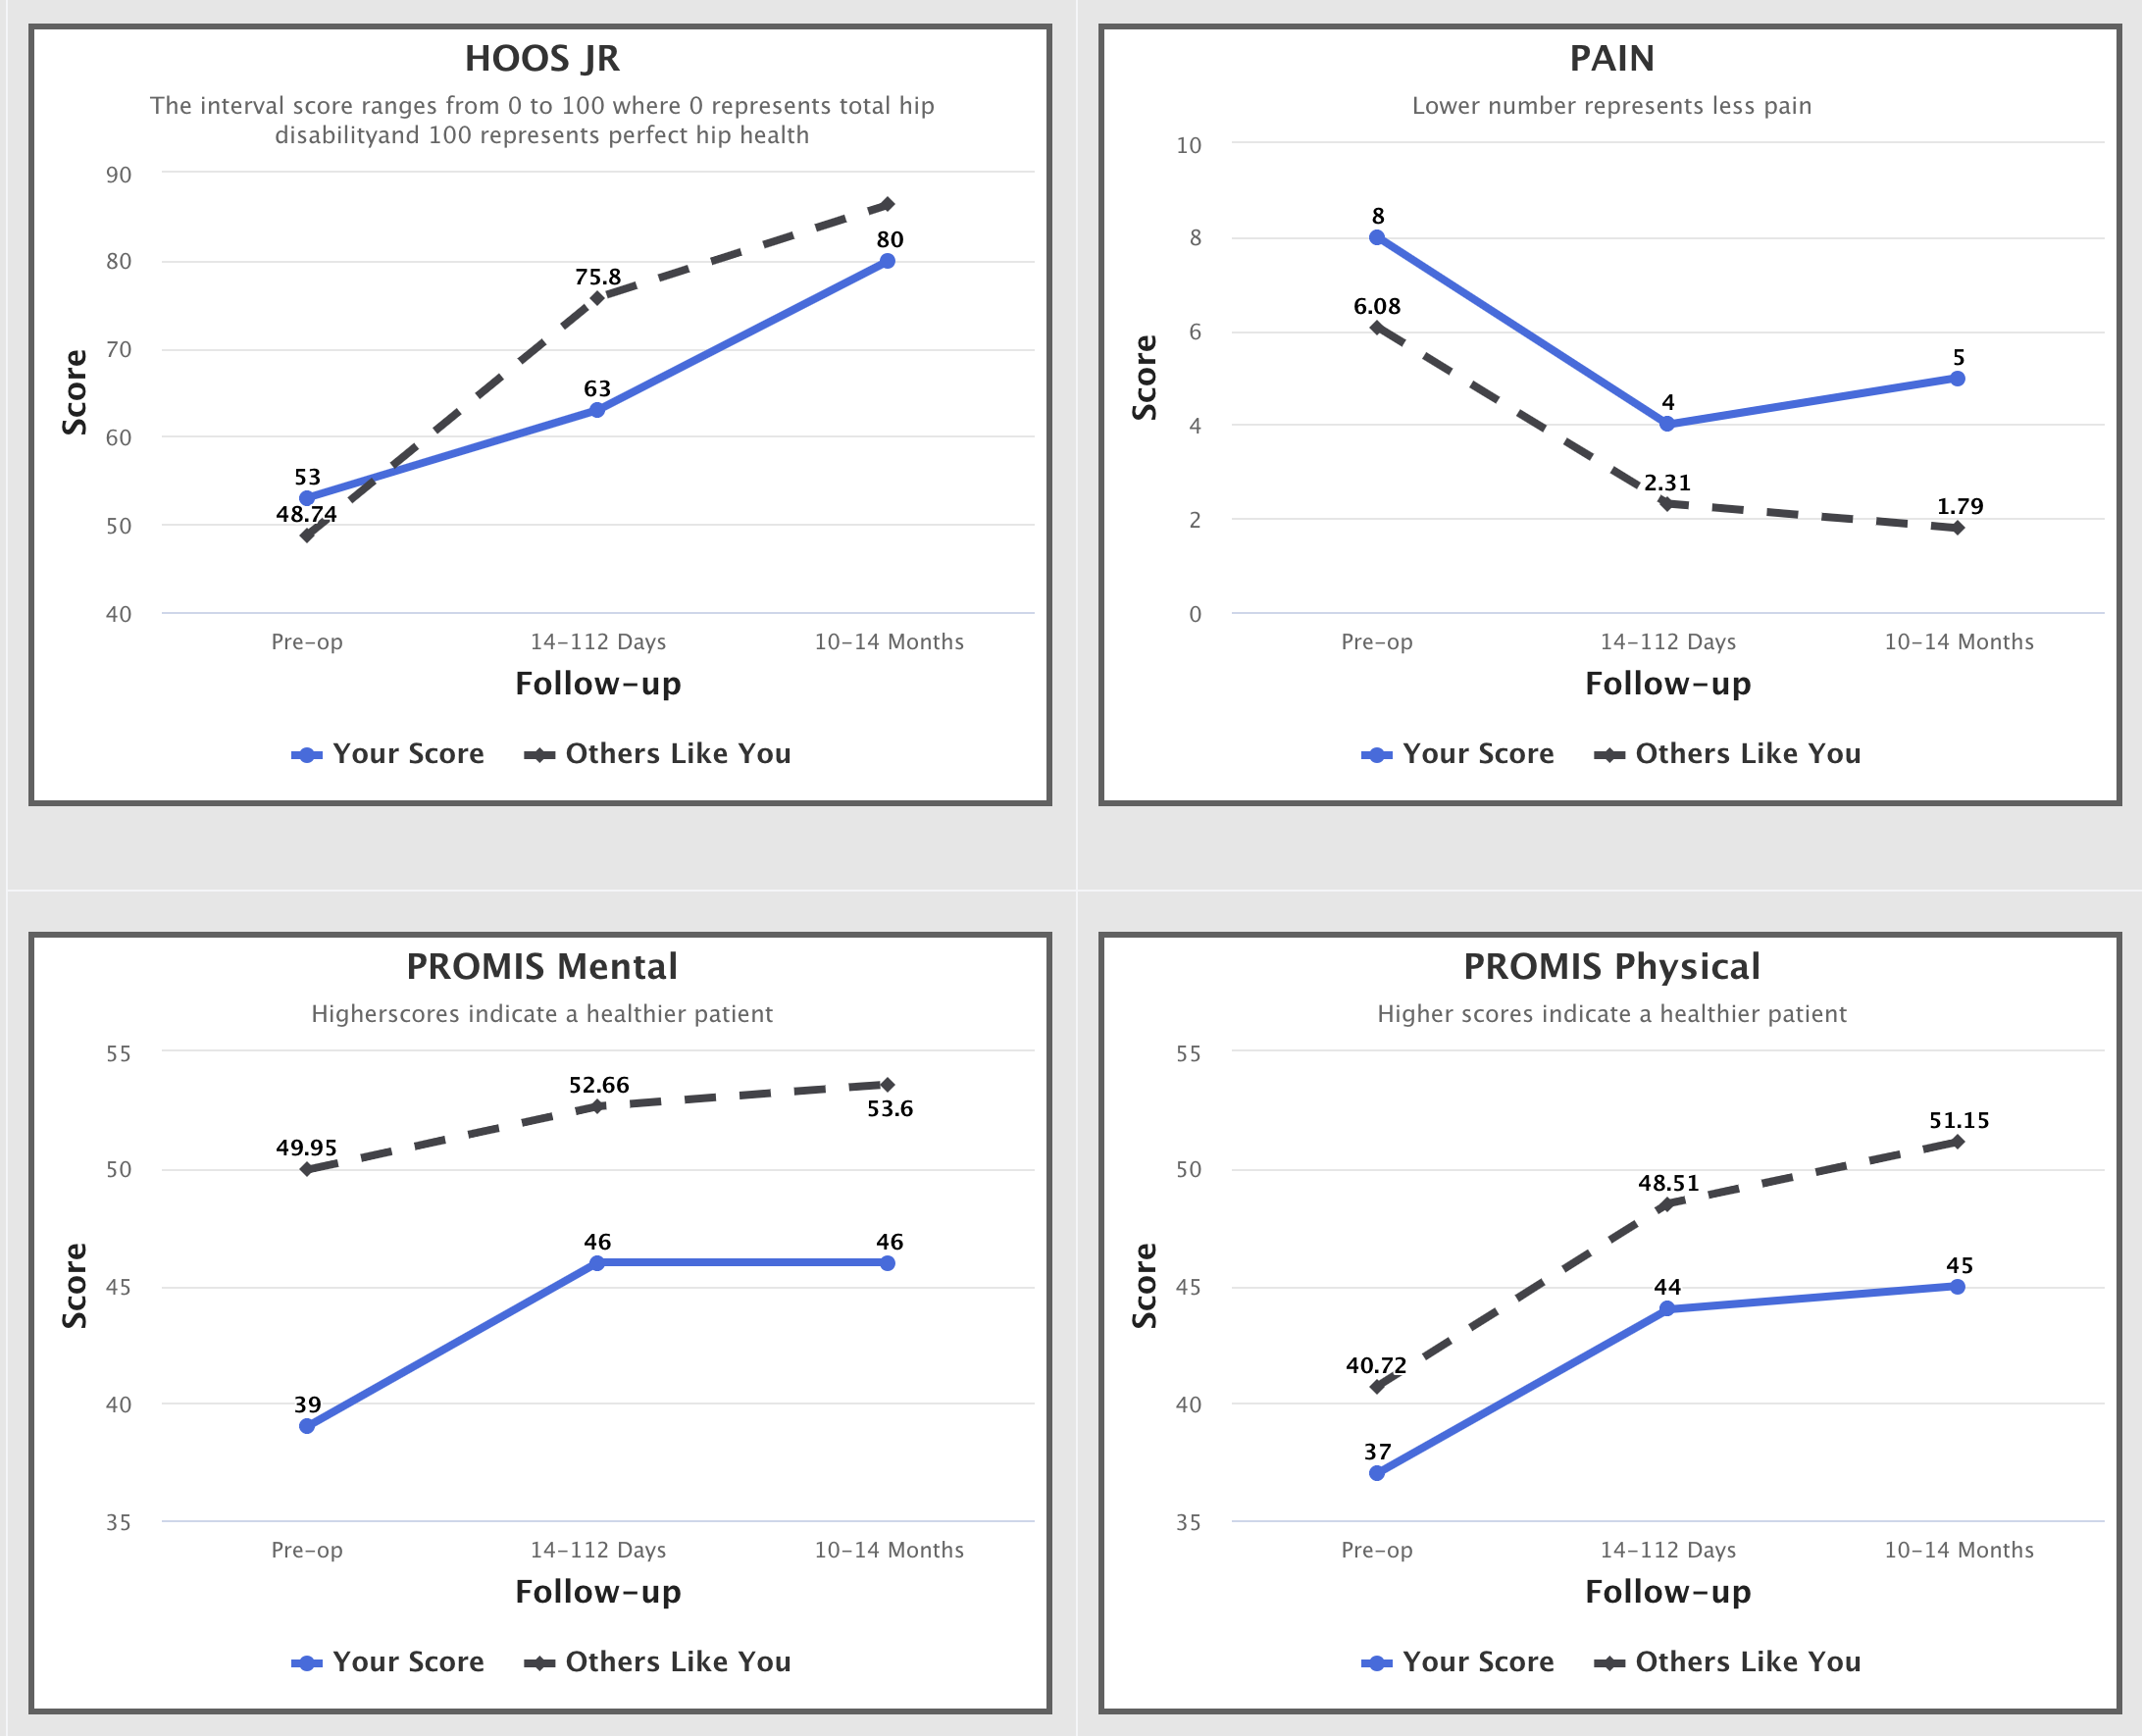 HOOS JR
The interval score ranges from 0 to 100 where 0 represents total hip
disabilityand 100 represents perfect hip health
90
80
70
60
50
40
Score
53
63
80
48.74
75.8
Pre-op
14-112 Days
10-14 Months
Follow-up
Your Score
Others Like You
PAIN
Lower number represents less pain
10
8
6
4
2
0
Score
8
4
5
6.08
2.31
1.79
Pre-op
14-112 Days
10-14 Months
Follow-up
Your Score
Others Like You
PROMIS Mental
Higherscores indicate a healthier patient
55
50
45
40
35
Score
49.95
52.66
53.6
39
46
46
Pre-op
14-112 Days
10-14 Months
Follow-up
Your Score
Others Like You
PROMIS Physical
Higher scores indicate a healthier patient
55
50
45
40
35
Score
40.72
48.51
51.15
37
44
45
Pre-op
14-112 Days
10-14 Months
Follow-up
Your Score
Others Like You